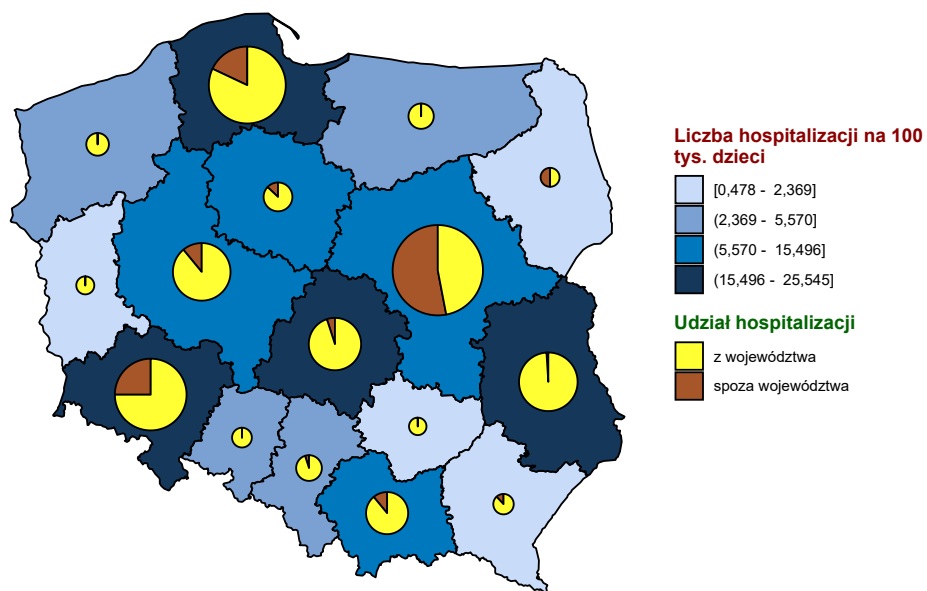 Liczba hospitalizacji na 100
tys. dzieci
[0,478 - 2,369]
(2,369 - 5,570]
(5,570 - 15,496]
(15,496 - 25,545]
Udział hospitalizacji
z województwa
spoza województwa